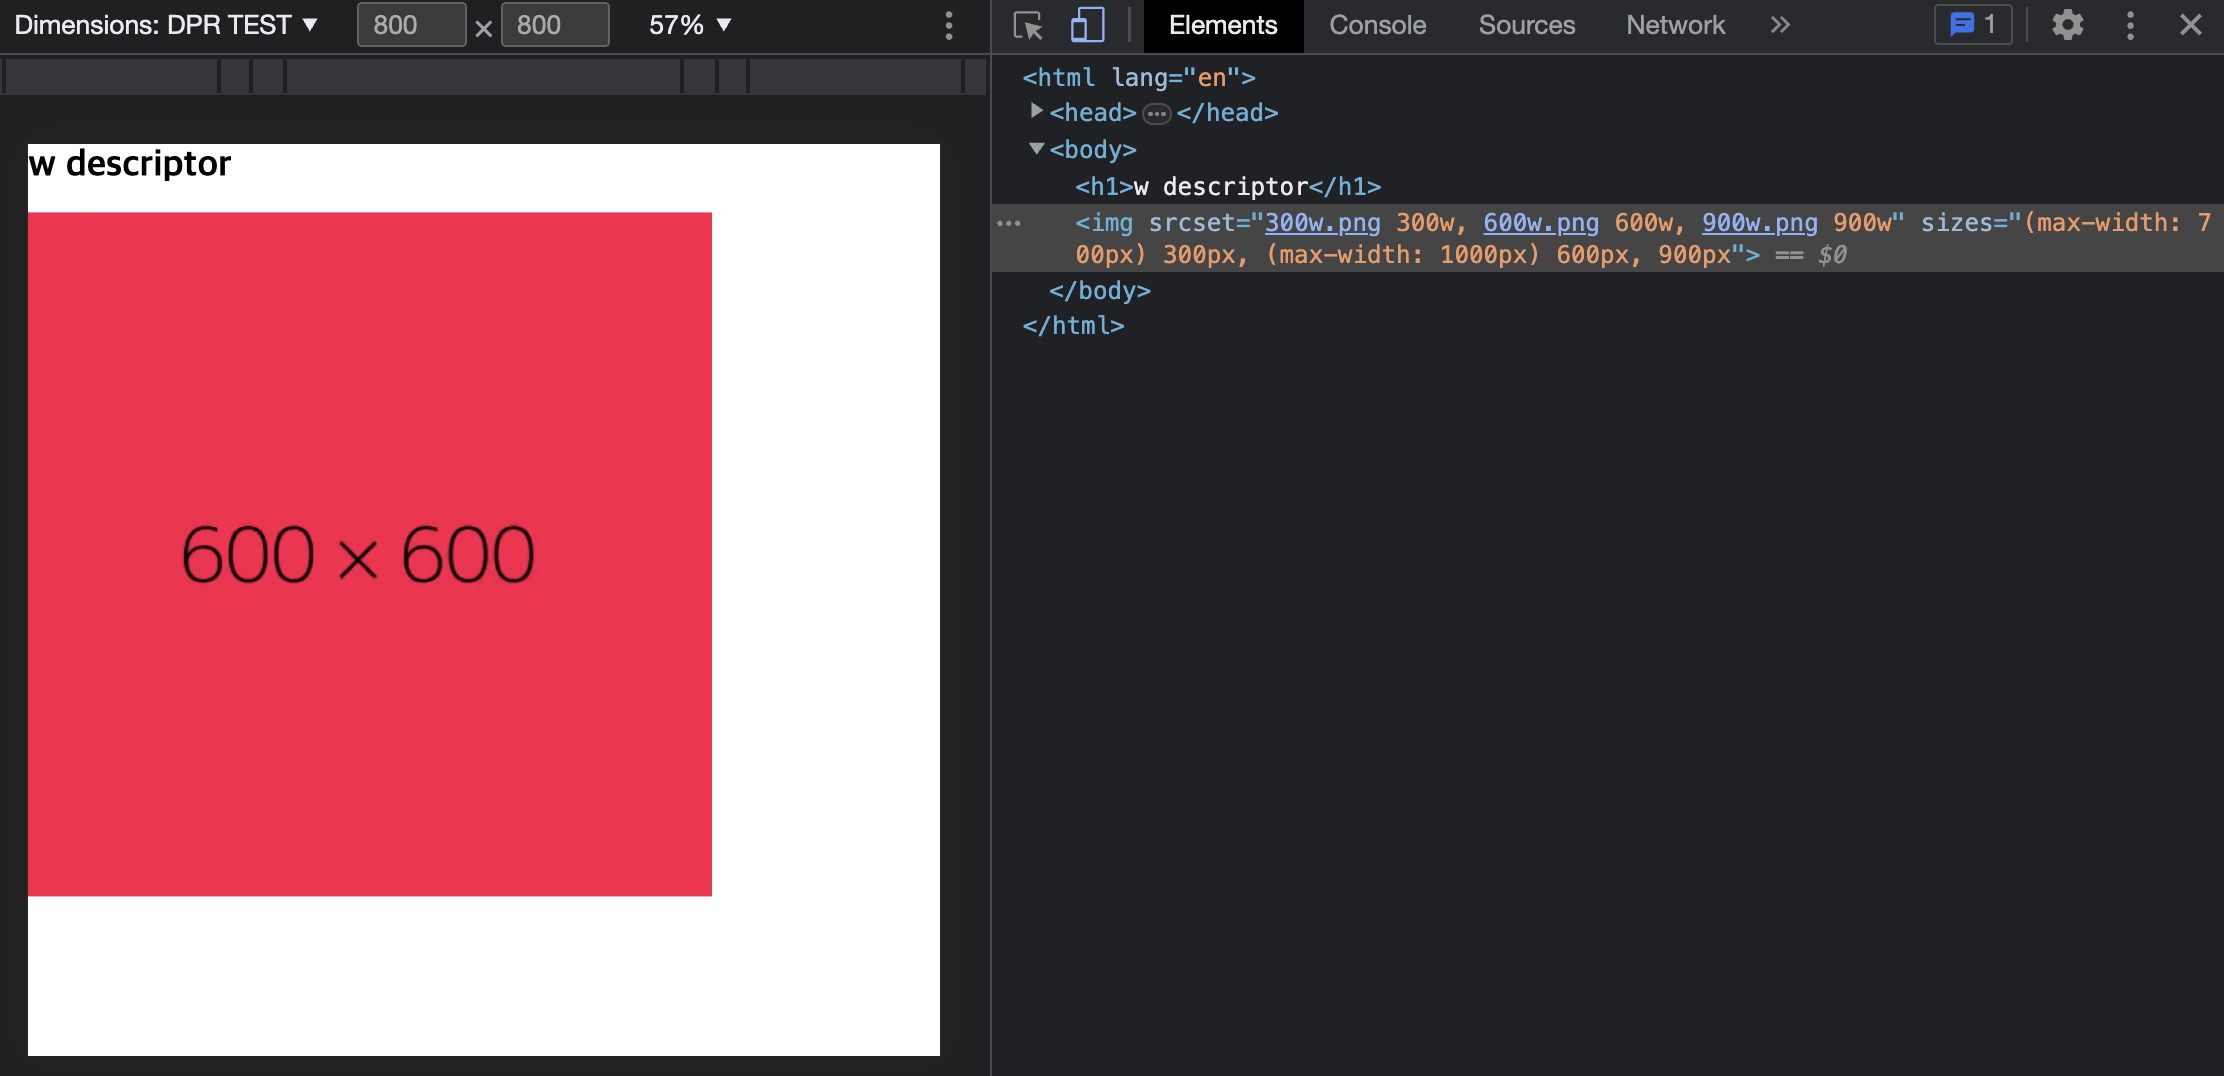 Dimensions: DPR TEST ▼ 800 × 800 57% ▼
Elements Console Sources Network » 1
w descriptor
600 × 600
<html lang="en">
▶<head>…</head>
▼<body>
<h1>w descriptor</h1>
… <img srcset="300w.png 300w, 600w.png 600w, 900w.png 900w" sizes="(max-width: 7
00px) 300px, (max-width: 1000px) 600px, 900px"> == $0
</body>
</html>